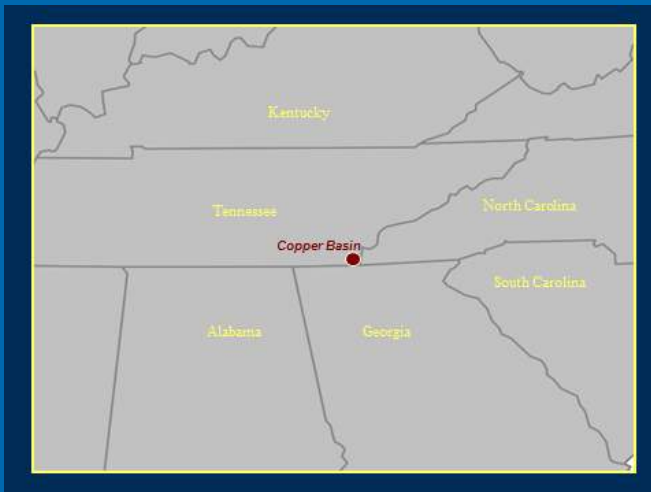 Kentucky
Tennessee
North Carolina
Copper Basin
South Carolina
Alabama
Georgia